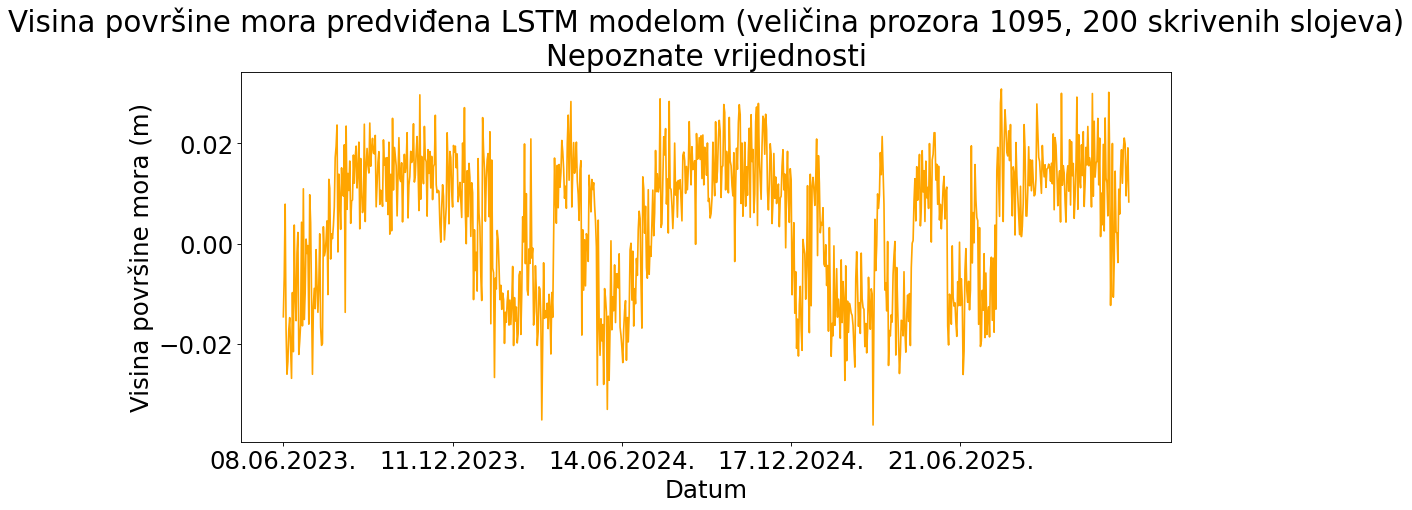 Visina površine mora predviđena LSTM modelom (veličina prozora 1095, 200 skrivenih slojeva)
Nepoznate vrijednosti
Visina površine mora (m)
0.02
0.00
−0.02
08.06.2023. 11.12.2023. 14.06.2024. 17.12.2024. 21.06.2025.
Datum